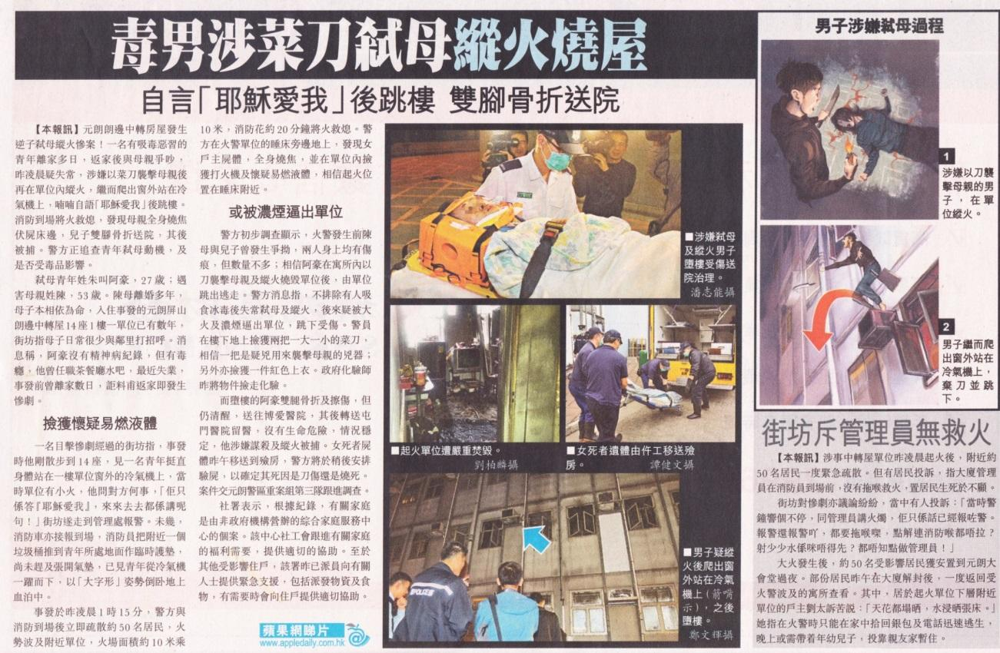 毒男涉菜刀弒母縱火燒屋
自言「耶穌愛我」後跳樓 雙腳骨折送院
【本報訊】元朗朗邊中轉房屋發生
逆子弒母縱火慘案!一名有吸毒惡習的
青年離家多日,返家後與母親爭吵,
昨凌晨疑失常,涉嫌以菜刀襲擊母親後
再在單位內縱火,繼而爬出窗外站在冷
氣機上,喃喃自語「耶穌愛我」後跳樓。
消防到場將火救熄,發現母親全身燒焦
伏屍床邊,兒子雙腳骨折送院,其後
被捕。警方正追查青年弒母動機,及
是否受毒品影響。
弒母青年姓朱叫阿豪,27歲;遇
害母親姓陳,53歲。陳母離婚多年,
母子本相依為命,入住事發的元朗屏山
朗邊中轉屋14座1樓一單位已有數年,
街坊指母子日常很少與鄰里打招呼。消
息稱,阿豪沒有精神病紀錄,但有毒
癮,他曾任職茶餐廳水吧,最近失業,
事發前曾離家數日,詎料甫返家即發生
慘劇。
撿獲懷疑易燃液體
一名目擊慘劇經過的街坊指,事發
時他剛散步到14座,見一名青年挺直
身體站在一樓單位窗外的冷氣機上,當
時單位有小火,他問對方何事,「佢只
係答『耶穌愛我』,來來去去都係講呢
句!」街坊遂走到管理處報警。未幾,
消防車亦接報到場,消防員把附近一個
垃圾桶推到青年所處地面作臨時護墊,
尚未趕及張開氣墊,已見青年從冷氣機
一躍而下,以「大字形」姿勢倒卧地上
血泊中。
事發於昨凌晨1時15分,警方與
消防到場後立即疏散約50名居民,火
勢波及附近單位,火場面積約10米乘
10米,消防花約20分鐘將火救熄。警
方在火警單位的睡床旁邊地上,發現女
戶主屍體,全身燒焦,並在單位內撿
獲打火機及懷疑易燃液體,相信起火位
置在睡床附近。
或被濃煙逼出單位
警方初步調查顯示,火警發生前陳
母與兒子曾發生爭拗,兩人身上均有傷
痕,但數量不多;相信阿豪在寓所內以
刀襲擊母親及縱火燒毀單位後,由單位
跳出逃走。警方消息指,不排除有人吸
食冰毒後失常弒母及縱火,後來疑被大
火及濃煙逼出單位,跳下受傷。警員
在樓下地上撿獲兩把一大一小的菜刀,
相信一把是疑兇用來襲擊母親的兇器;
另外亦撿獲一件紅色上衣。政府化驗師
昨將物件撿走化驗。
而墮樓的阿豪雙腿骨折及擦傷,但
仍清醒,送往博愛醫院,其後轉送屯
門醫院留醫,沒有生命危險,情況穩
定,他涉嫌謀殺及縱火被捕。女死者屍
體昨午移送到殮房,警方將於稍後安排
驗屍,以確定其死因是刀傷還是燒死。
案件交元朗警區重案組第三隊跟進調查。
社署表示,根據紀錄,有關家庭
是由非政府機構營辦的綜合家庭服務中
心的個案。該中心社工會跟進有關家庭
的福利需要,提供適切的協助。至於
其他受影響住戶,該署昨已派員向有關
人士提供緊急支援,包括派發物資及食
物,有需要時會向住戶提供適切協助。
蘋果網睇片
www.appledaily.com.hk
■涉嫌弒母
及縱火男子
墮樓受傷送
院治理。
潘志能攝
■起火單位遭嚴重焚毀。
劉柏麟攝
■女死者遺體由仵工移送殮
房。
譚健文攝
POLICE
■男子疑縱
火後爬出窗
外站在冷氣
機上(箭嘴
示),之後
墮樓。
鄭文輝攝
男子涉嫌弒母過程
1
涉嫌以刀襲
擊母親的男
子,在單
位縱火。
2
男子繼而爬
出窗外站在
冷氣機上,
棄刀並跳
下。
街坊斥管理員無救火
【本報訊】涉事中轉屋單位昨凌晨起火後,附近約
50名居民一度緊急疏散。但有居民投訴,指大廈管理
員在消防員到場前,沒有拖喉救火,置居民生死於不顧。
街坊對慘劇亦議論紛紛,當中有人投訴:「當時警
鐘響個不停,同管理員講火燭,佢只係話已經報咗警。
報警還報警吖,都要拖喉㗎,點解連消防喉都唔拉?
射少少水係咪唔得先?都唔知點做管理員!」
大火發生後,約50名受影響居民獲安置到元朗大
會堂過夜。部份居民昨午在大廈解封後,一度返回受
火警波及的寓所查看。其中,居於起火單位下層附近
單位的戶主劉太訴苦說:「天花都塌晒,水浸晒張床。」
她指在火警時只能在家中拾回銀包及電話迅速逃生,
晚上或需帶着年幼兒子,投靠親友家暫住。